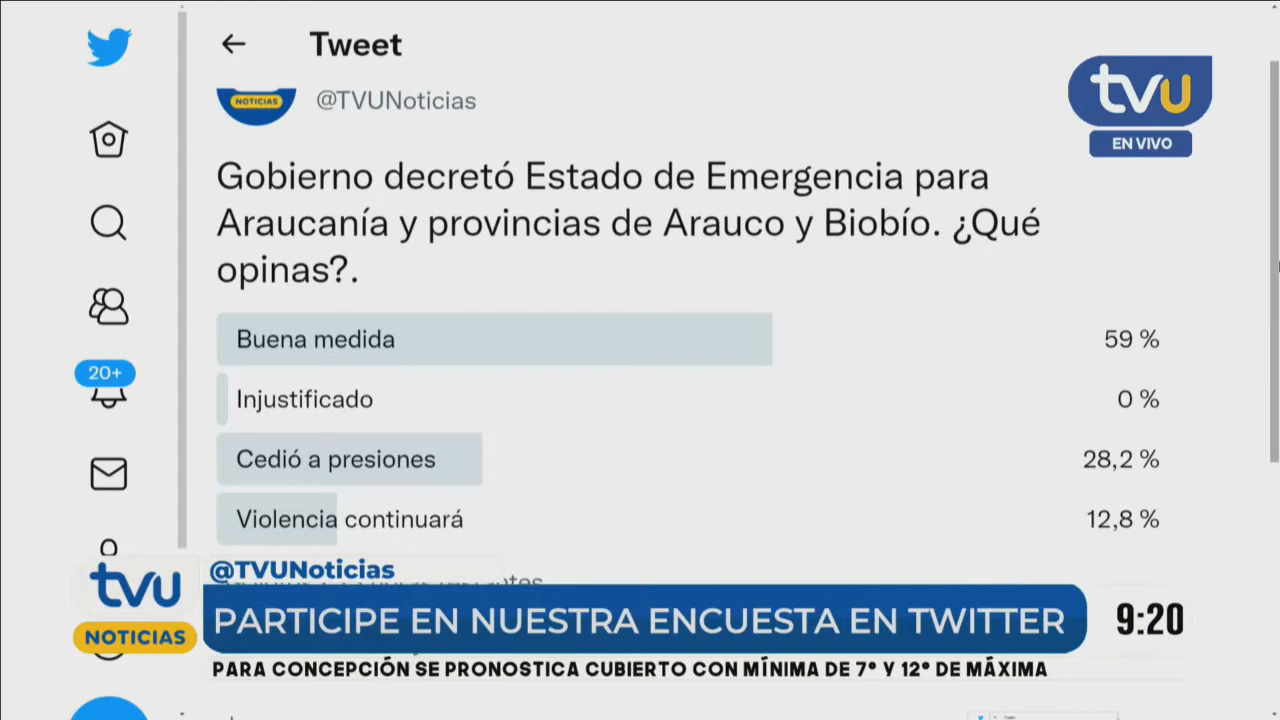 Tweet
NOTICIAS
@TVUNoticias
tvu
EN VIVO
Gobierno decretó Estado de Emergencia para
Araucanía y provincias de Arauco y Biobío. ¿Qué
opinas?.
Buena medida 59 %
Injustificado 0 %
20+
Cedió a presiones 28,2 %
Violencia continuará 12,8 %
tvu
NOTICIAS
@TVUNoticias
PARTICIPE EN NUESTRA ENCUESTA EN TWITTER
9:20
PARA CONCEPCIÓN SE PRONOSTICA CUBIERTO CON MÍNIMA DE 7° Y 12° DE MÁXIMA